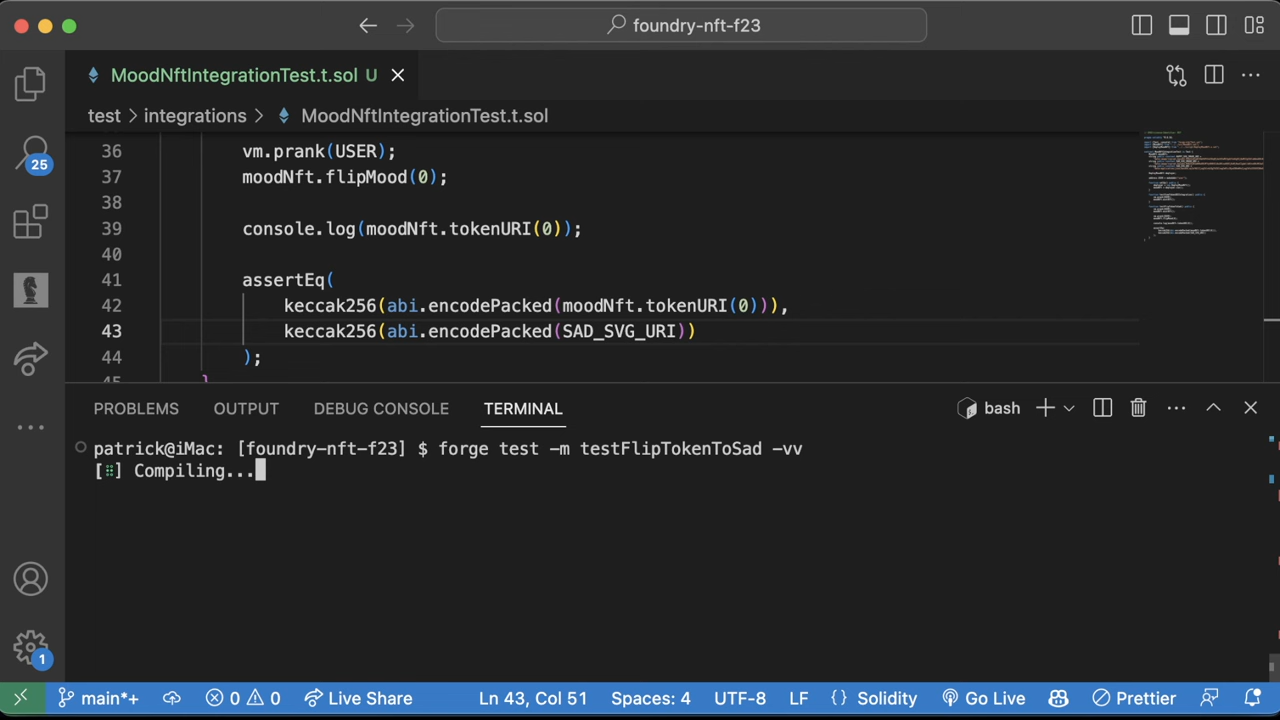 foundry-nft-f23
MoodNftIntegrationTest.t.sol U
test > integrations > MoodNftIntegrationTest.t.sol
25
36 vm.prank(USER);
37 moodNft.flipMood(0);
38
39 console.log(moodNft.tokenURI(0));
40
41 assertEq(
42 keccak256(abi.encodePacked(moodNft.tokenURI(0))),
43 keccak256(abi.encodePacked(SAD_SVG_URI))
44 );
45 }
PROBLEMS OUTPUT DEBUG CONSOLE TERMINAL bash
patrick@iMac: [foundry-nft-f23] $ forge test -m testFlipTokenToSad -vv
[⠿] Compiling...
1
main*+ 0 0 Live Share Ln 43, Col 51 Spaces: 4 UTF-8 LF {} Solidity Go Live Prettier